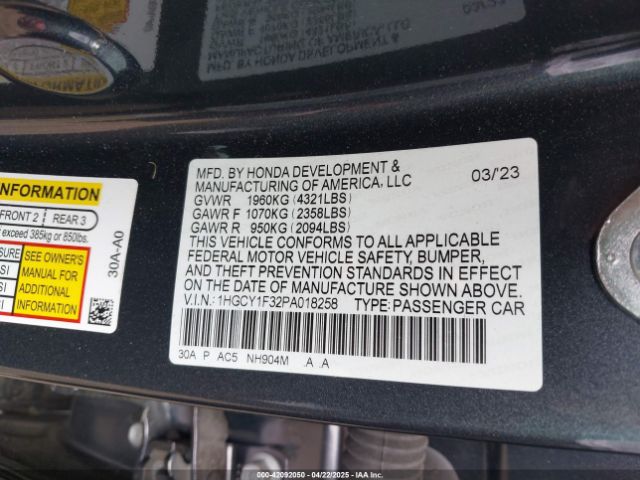 MFD. BY HONDA DEVELOPMENT &
MANUFACTURING OF AMERICA, LLC 03/23
GVWR 1960KG (4321LBS)
GAWR F 1070KG (2358LBS)
GAWR R 950KG (2094LBS)
THIS VEHICLE CONFORMS TO ALL APPLICABLE
FEDERAL MOTOR VEHICLE SAFETY, BUMPER,
AND THEFT PREVENTION STANDARDS IN EFFECT
ON THE DATE OF MANUFACTURE SHOWN ABOVE.
V.I.N.: 1HGCY1F32PA018258 TYPE: PASSENGER CAR
30A P AC5 NH904M A A
INFORMATION
FRONT 2 REAR 3
exceed 385kg or 850lbs.
SEE OWNER'S
MANUAL FOR
ADDITIONAL
INFORMATION
30A-A0
000-42092050 - 04/22/2025 - IAAI, Inc.